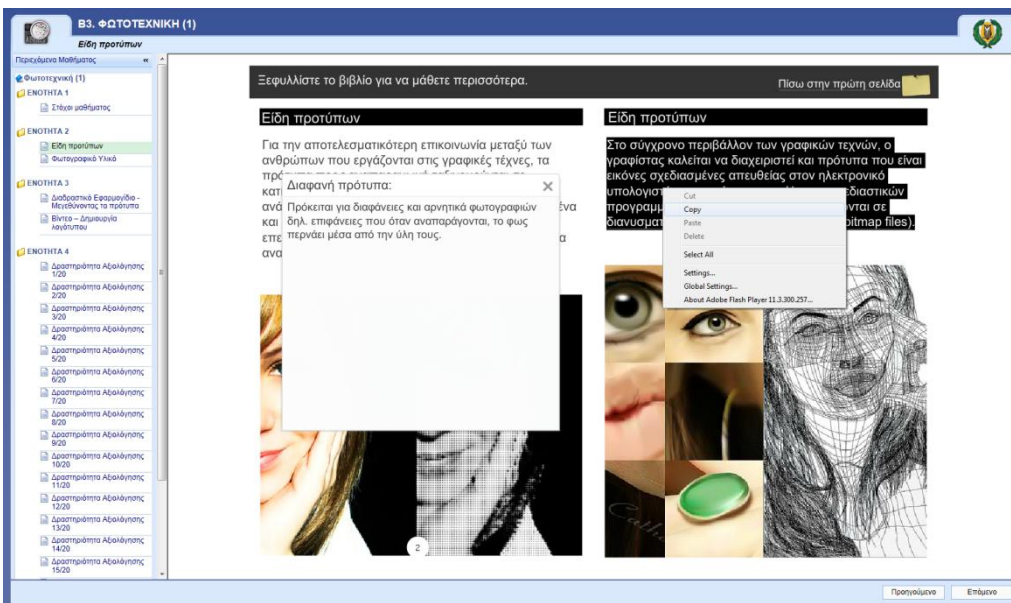 Β3. ΦΩΤΟΤΕΧΝΙΚΗ (1)
Είδη προτύπων
Περιεχόμενα Μαθήματος «
Φωτοτεχνική (1)
ΕΝΟΤΗΤΑ 1
Στόχοι μαθήματος
ΕΝΟΤΗΤΑ 2
Είδη προτύπων
Φωτογραφικό Υλικό
ΕΝΟΤΗΤΑ 3
Διαδραστικό Εφαρμογίδιο -
Μεγεθύνοντας τα πρότυπα
Βίντεο – Δημιουργία
λογότυπου
ΕΝΟΤΗΤΑ 4
Δραστηριότητα Αξιολόγησης
1/20
Δραστηριότητα Αξιολόγησης
2/20
Δραστηριότητα Αξιολόγησης
3/20
Δραστηριότητα Αξιολόγησης
4/20
Δραστηριότητα Αξιολόγησης
5/20
Δραστηριότητα Αξιολόγησης
6/20
Δραστηριότητα Αξιολόγησης
7/20
Δραστηριότητα Αξιολόγησης
8/20
Δραστηριότητα Αξιολόγησης
9/20
Δραστηριότητα Αξιολόγησης
10/20
Δραστηριότητα Αξιολόγησης
11/20
Δραστηριότητα Αξιολόγησης
12/20
Δραστηριότητα Αξιολόγησης
13/20
Δραστηριότητα Αξιολόγησης
14/20
Δραστηριότητα Αξιολόγησης
15/20
Ξεφυλλίστε το βιβλίο για να μάθετε περισσότερα.
Πίσω στην πρώτη σελίδα
Είδη προτύπων
Για την αποτελεσματικότερη επικοινωνία μεταξύ των
ανθρώπων που εργάζονται στις γραφικές τέχνες, τα
και
Διαφανή πρότυπα:
Πρόκειται για διαφάνειες και αρνητικά φωτογραφιών
δηλ. επιφάνειες που όταν αναπαράγονται, το φως
περνάει μέσα από την ύλη τους.
2
Είδη προτύπων
Στο σύγχρονο περιβάλλον των γραφικών τεχνών, ο
γραφίστας καλείται να διαχειριστεί και πρότυπα που είναι
εικόνες σχεδιασμένες απευθείας στον ηλεκτρονικό
bitmap files).
Cut
Copy
Paste
Delete
Select All
Settings...
Global Settings...
About Adobe Flash Player 11.3.300.257...
Προηγούμενο
Επόμενο